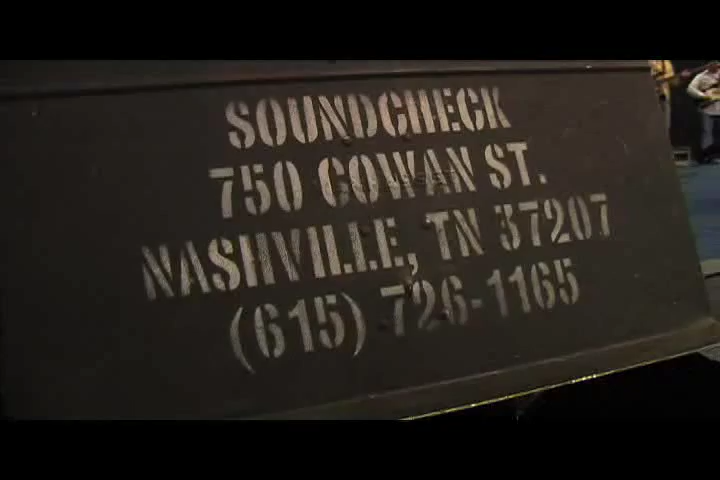 SOUNDCHECK
750 COWAN ST.
NASHVILLE, TN 37207
(615) 726-1165